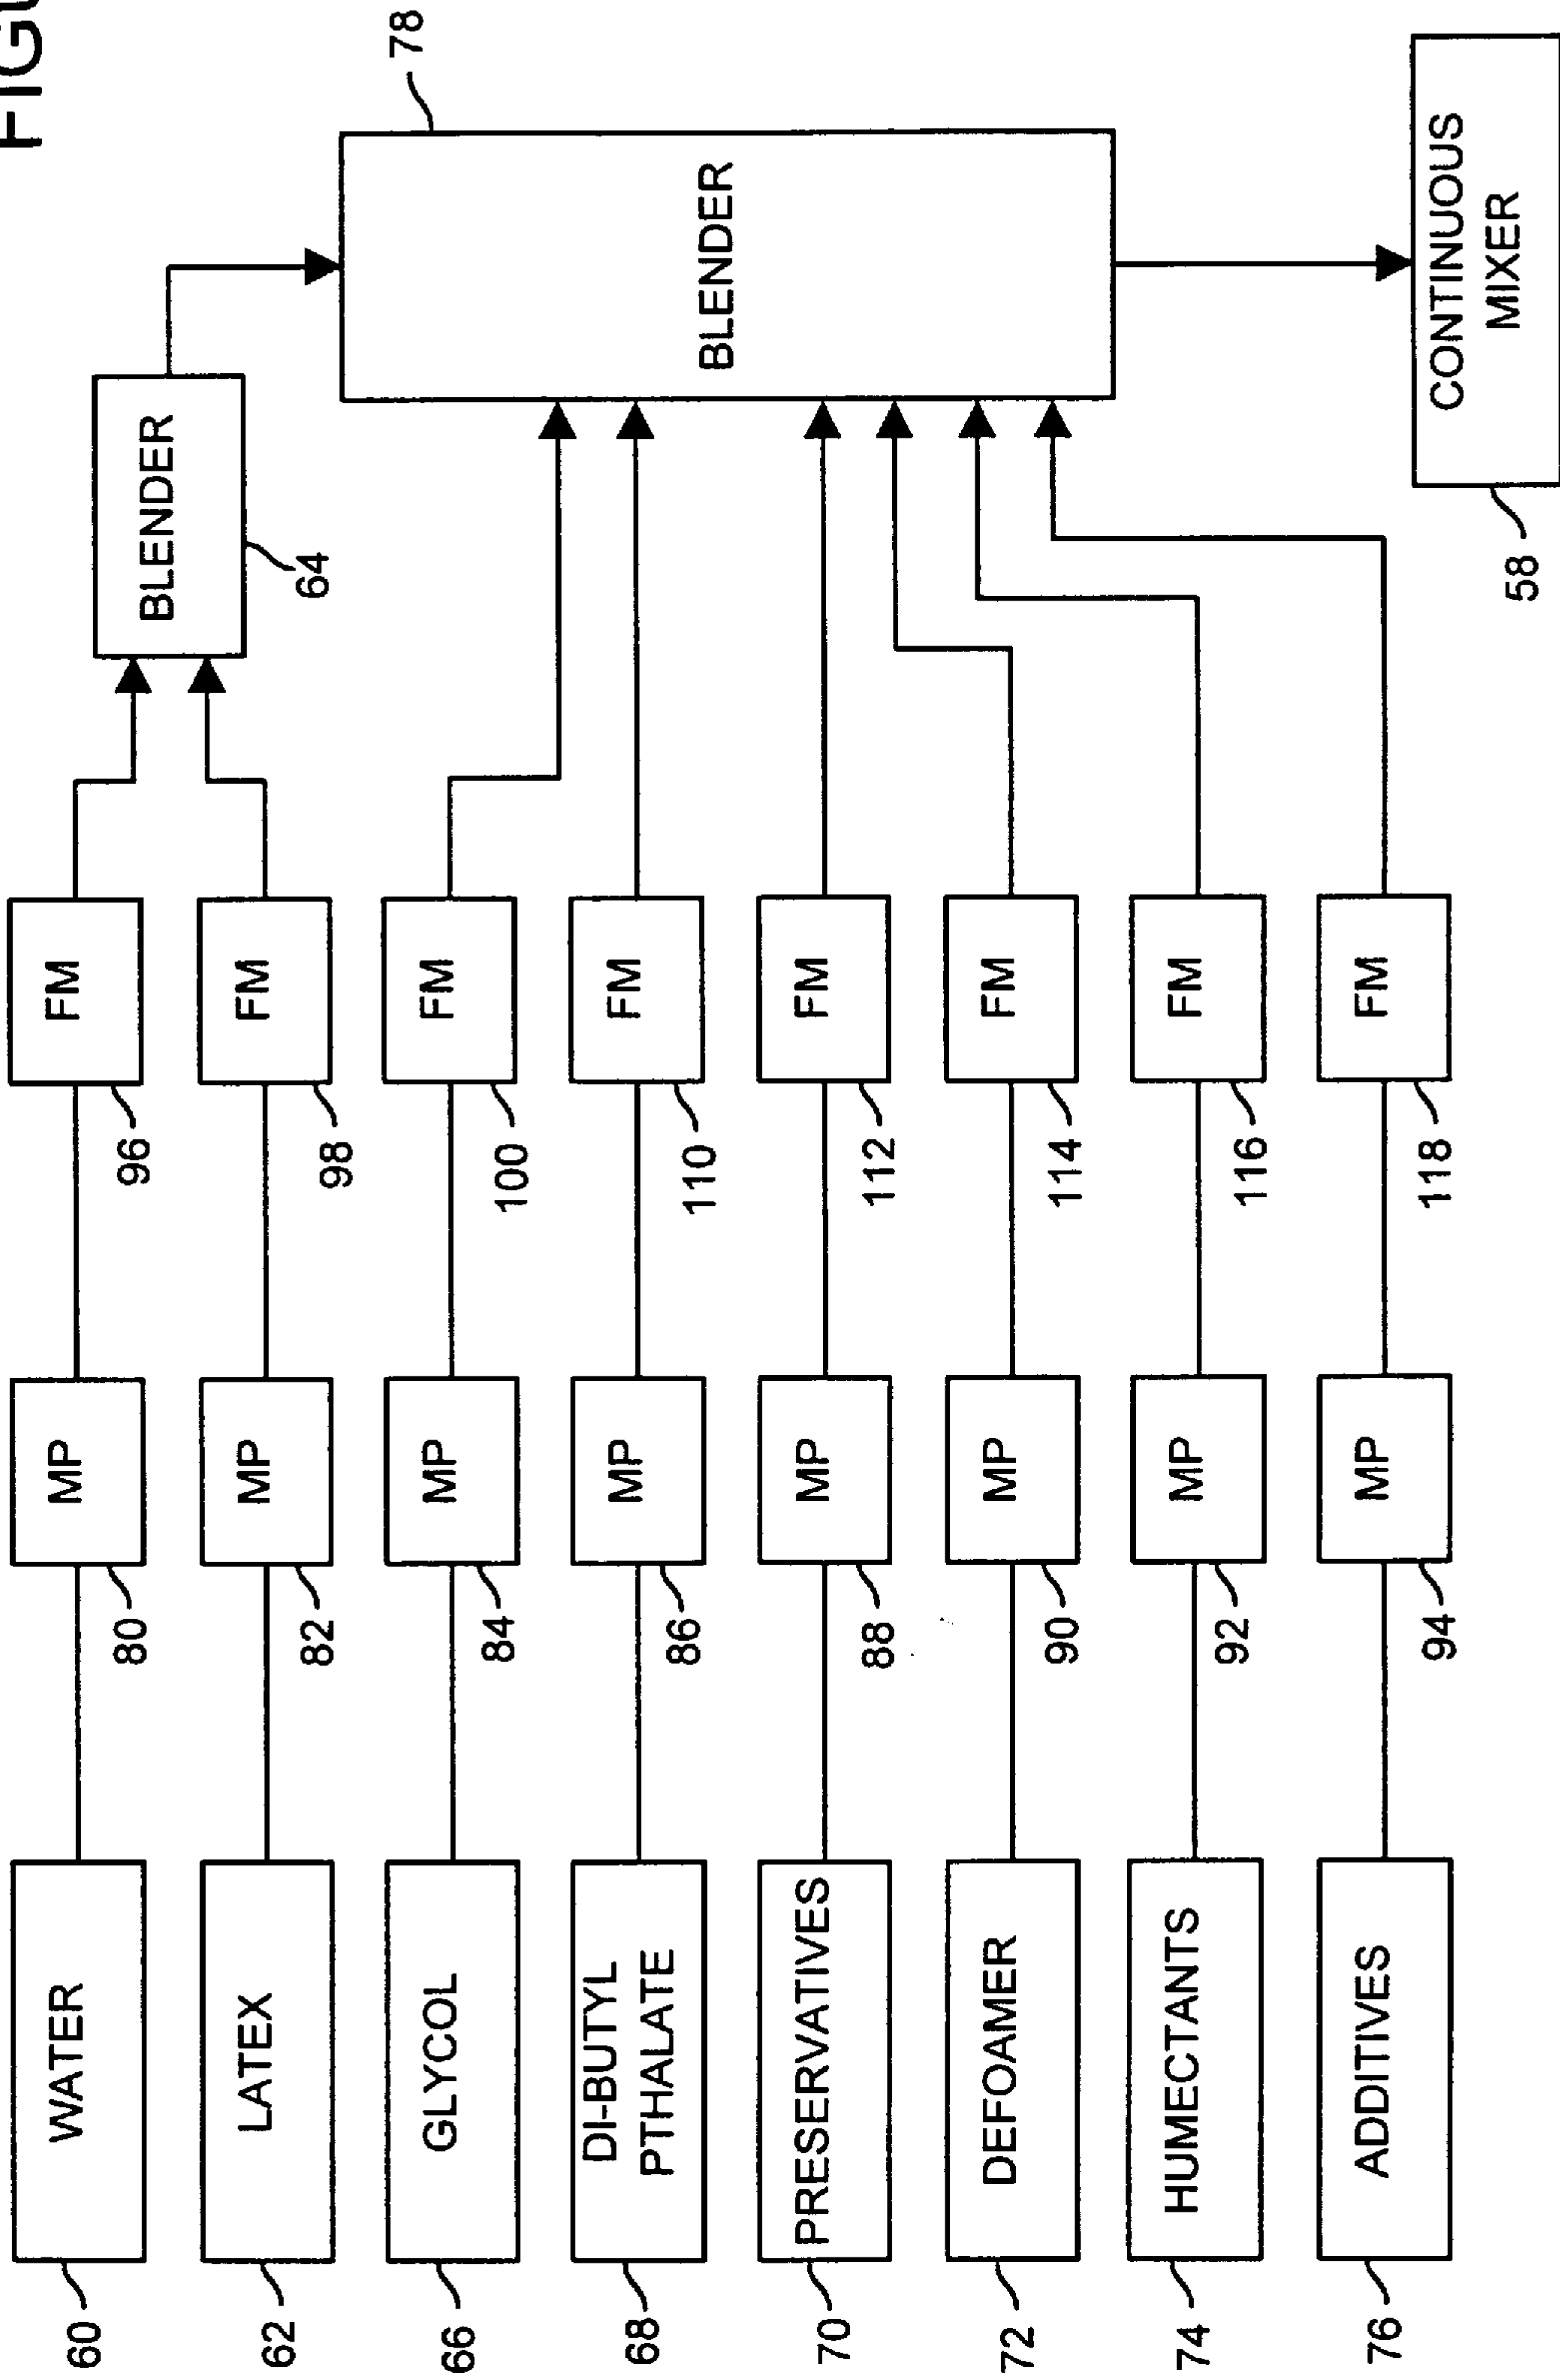 FIGU
WATER
60
MP
80
FM
96
LATEX
62
MP
82
FM
98
BLENDER
64
GLYCOL
66
MP
84
FM
100
DI-BUTYL
PTHALATE
68
MP
86
FM
110
BLENDER
78
PRESERVATIVES
70
MP
88
FM
112
DEFOAMER
72
MP
90
FM
114
HUMECTANTS
74
MP
92
FM
116
ADDITIVES
76
MP
94
FM
118
CONTINUOUS
MIXER
58